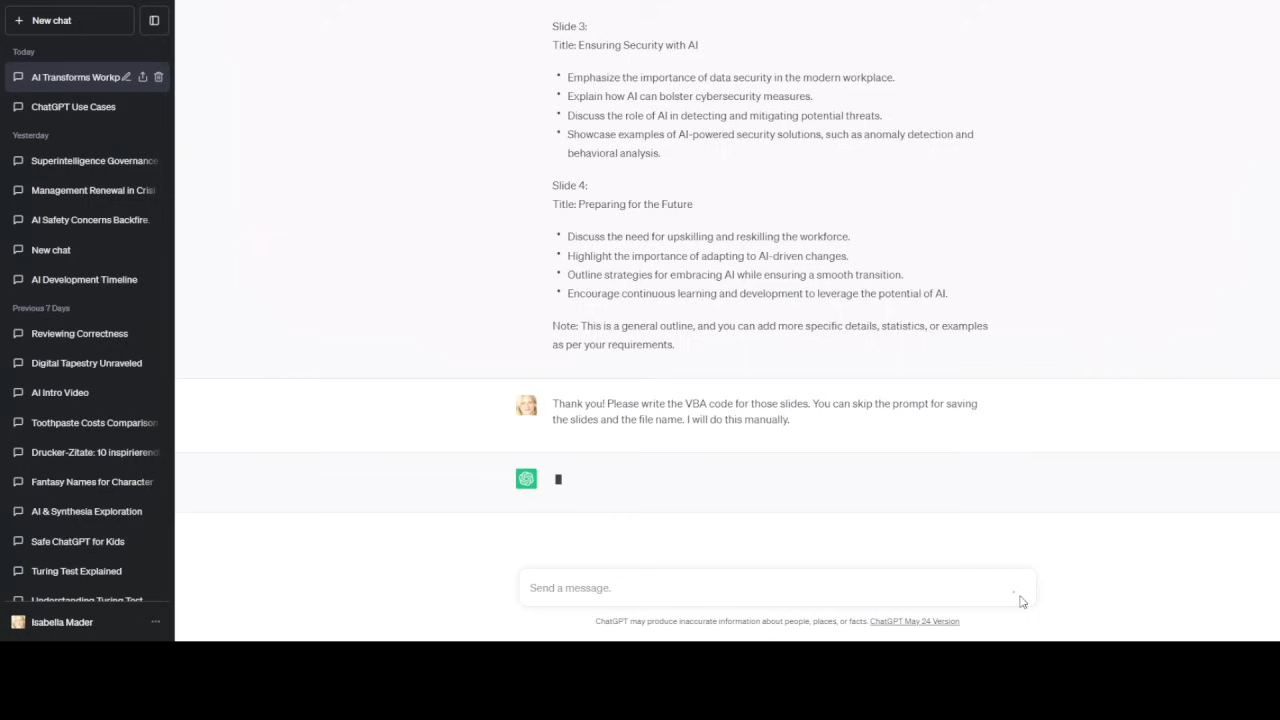 New chat
Today
AI Transforms Workp
ChatGPT Use Cases
Yesterday
Superintelligence Governance
Management Renewal in Crisi
AI Safety Concerns Backfire.
New chat
AI Development Timeline
Previous 7 Days
Reviewing Correctness
Digital Tapestry Unraveled
AI Intro Video
Toothpaste Costs Comparison
Drucker-Zitate: 10 inspirierend
Fantasy Names for Character
AI & Synthesia Exploration
Safe ChatGPT for Kids
Turing Test Explained
Understanding Turing Test
Isabella Mader
Slide 3:
Title: Ensuring Security with AI
• Emphasize the importance of data security in the modern workplace.
• Explain how AI can bolster cybersecurity measures.
• Discuss the role of AI in detecting and mitigating potential threats.
• Showcase examples of AI-powered security solutions, such as anomaly detection and
behavioral analysis.
Slide 4:
Title: Preparing for the Future
• Discuss the need for upskilling and reskilling the workforce.
• Highlight the importance of adapting to AI-driven changes.
• Outline strategies for embracing AI while ensuring a smooth transition.
• Encourage continuous learning and development to leverage the potential of AI.
Note: This is a general outline, and you can add more specific details, statistics, or examples
as per your requirements.
Thank you! Please write the VBA code for those slides. You can skip the prompt for saving
the slides and the file name. I will do this manually.
Send a message.
ChatGPT may produce inaccurate information about people, places, or facts. ChatGPT May 24 Version